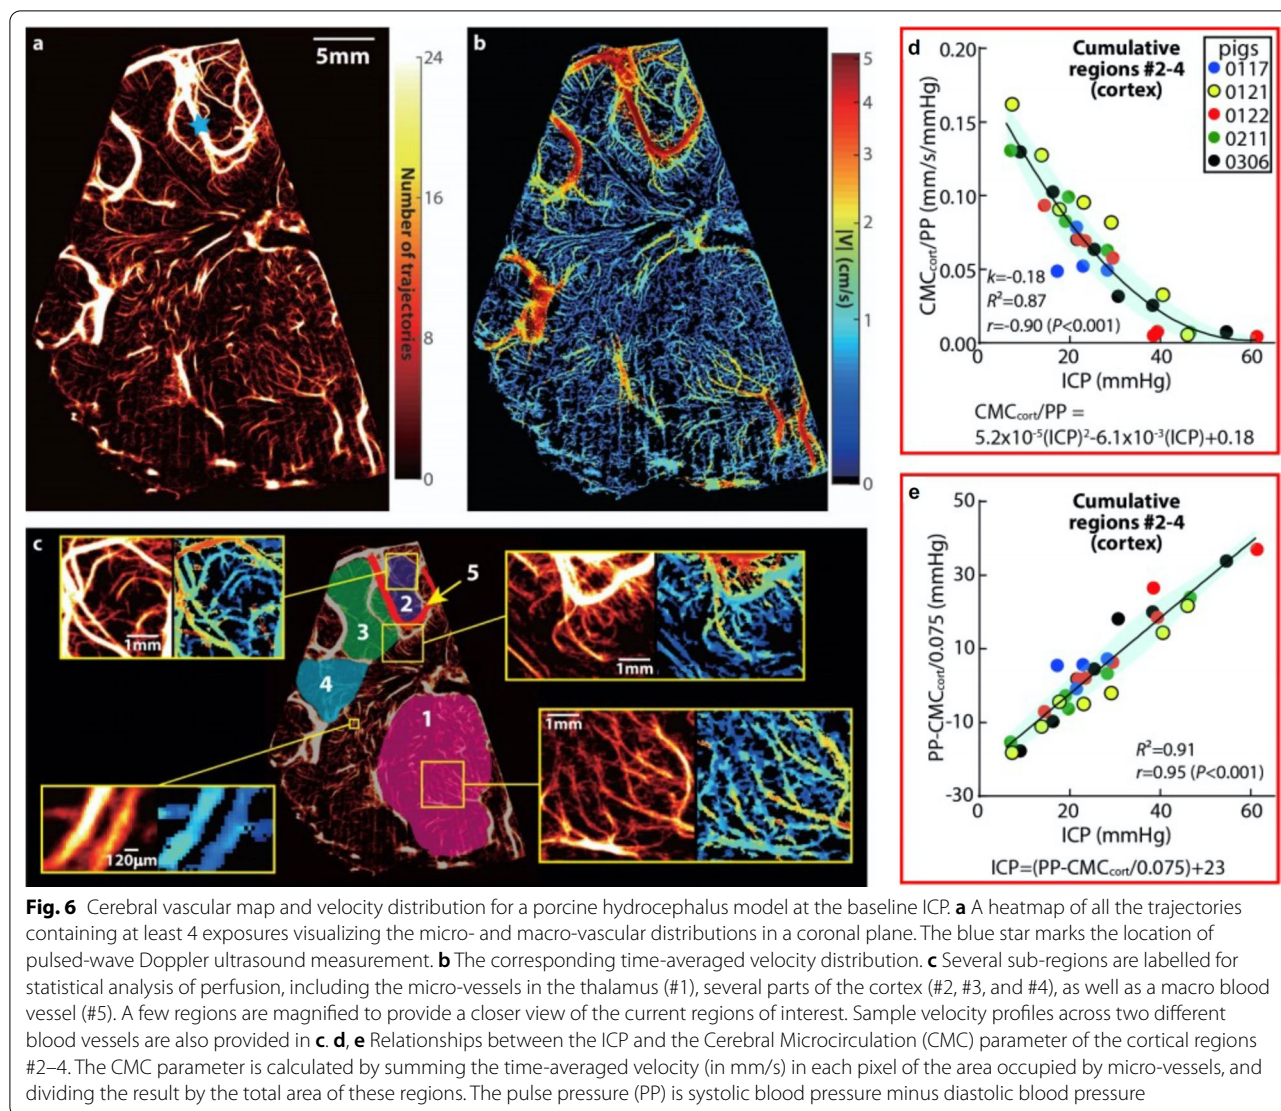 a
5mm
24
16
8
0
Number of trajectories
b
5
4
3
2
1
0
|V| (cm/s)
c
1mm
5
2
3
4
1
1mm
1mm
120μm
d
Cumulative
regions #2-4
(cortex)
pigs
0117
0121
0122
0211
0306
CMCcort/PP (mm/s/mmHg)
0.20
0.15
0.10
0.05
0.00
k=-0.18
R²=0.87
r=-0.90 (P<0.001)
0 20 40 60
ICP (mmHg)
CMCcort/PP =
5.2x10⁻⁵(ICP)²-6.1x10⁻³(ICP)+0.18
e
Cumulative
regions #2-4
(cortex)
PP-CMCcort/0.075 (mmHg)
50
30
10
-10
-30
R²=0.91
r=0.95 (P<0.001)
0 20 40 60
ICP (mmHg)
ICP=(PP-CMCcort/0.075)+23
Fig. 6 Cerebral vascular map and velocity distribution for a porcine hydrocephalus model at the baseline ICP. a A heatmap of all the trajectories
containing at least 4 exposures visualizing the micro- and macro-vascular distributions in a coronal plane. The blue star marks the location of
pulsed-wave Doppler ultrasound measurement. b The corresponding time-averaged velocity distribution. c Several sub-regions are labelled for
statistical analysis of perfusion, including the micro-vessels in the thalamus (#1), several parts of the cortex (#2, #3, and #4), as well as a macro blood
vessel (#5). A few regions are magnified to provide a closer view of the current regions of interest. Sample velocity profiles across two different
blood vessels are also provided in c. d, e Relationships between the ICP and the Cerebral Microcirculation (CMC) parameter of the cortical regions
#2–4. The CMC parameter is calculated by summing the time-averaged velocity (in mm/s) in each pixel of the area occupied by micro-vessels, and
dividing the result by the total area of these regions. The pulse pressure (PP) is systolic blood pressure minus diastolic blood pressure